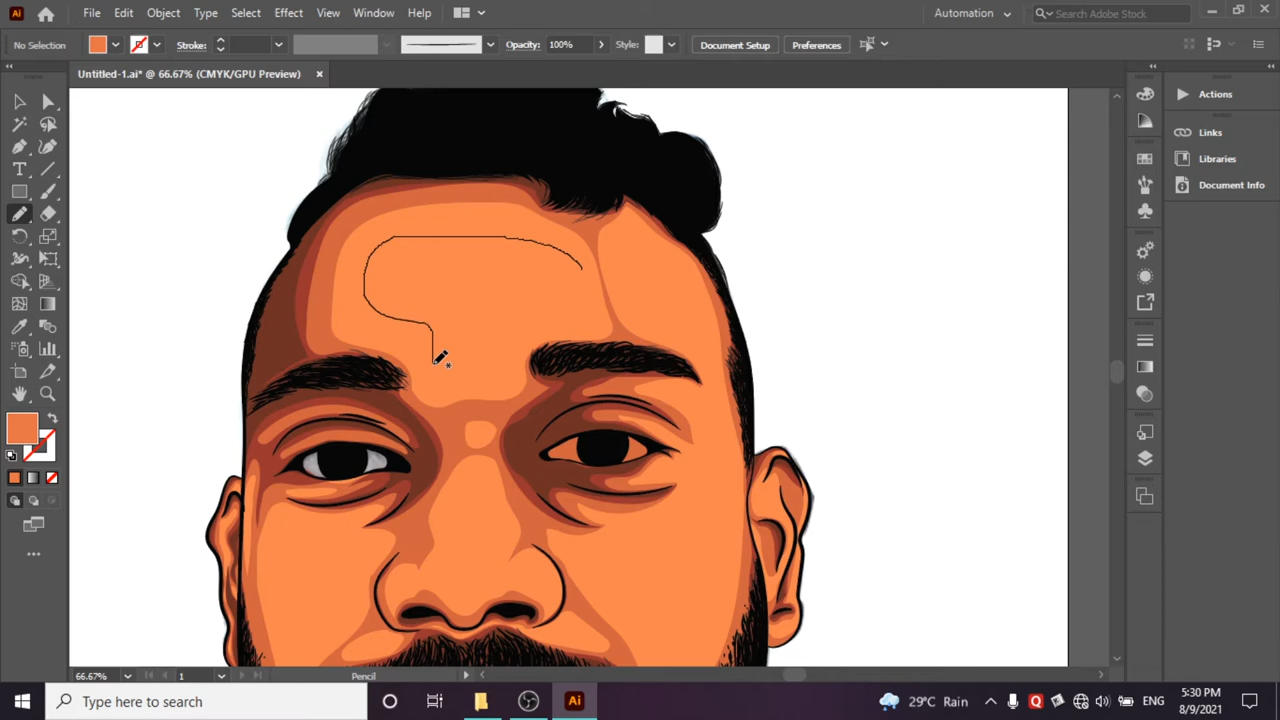 Ai File Edit Object Type Select Effect View Window Help Automation Search Adobe Stock
No Selection Stroke: Opacity: 100% Style: Document Setup Preferences
Untitled-1.ai* @ 66.67% (CMYK/GPU Preview)
Actions
Links
Libraries
Document Info
66.67% 1 Pencil
Type here to search Ai 29°C Rain ENG 5:30 PM
8/9/2021